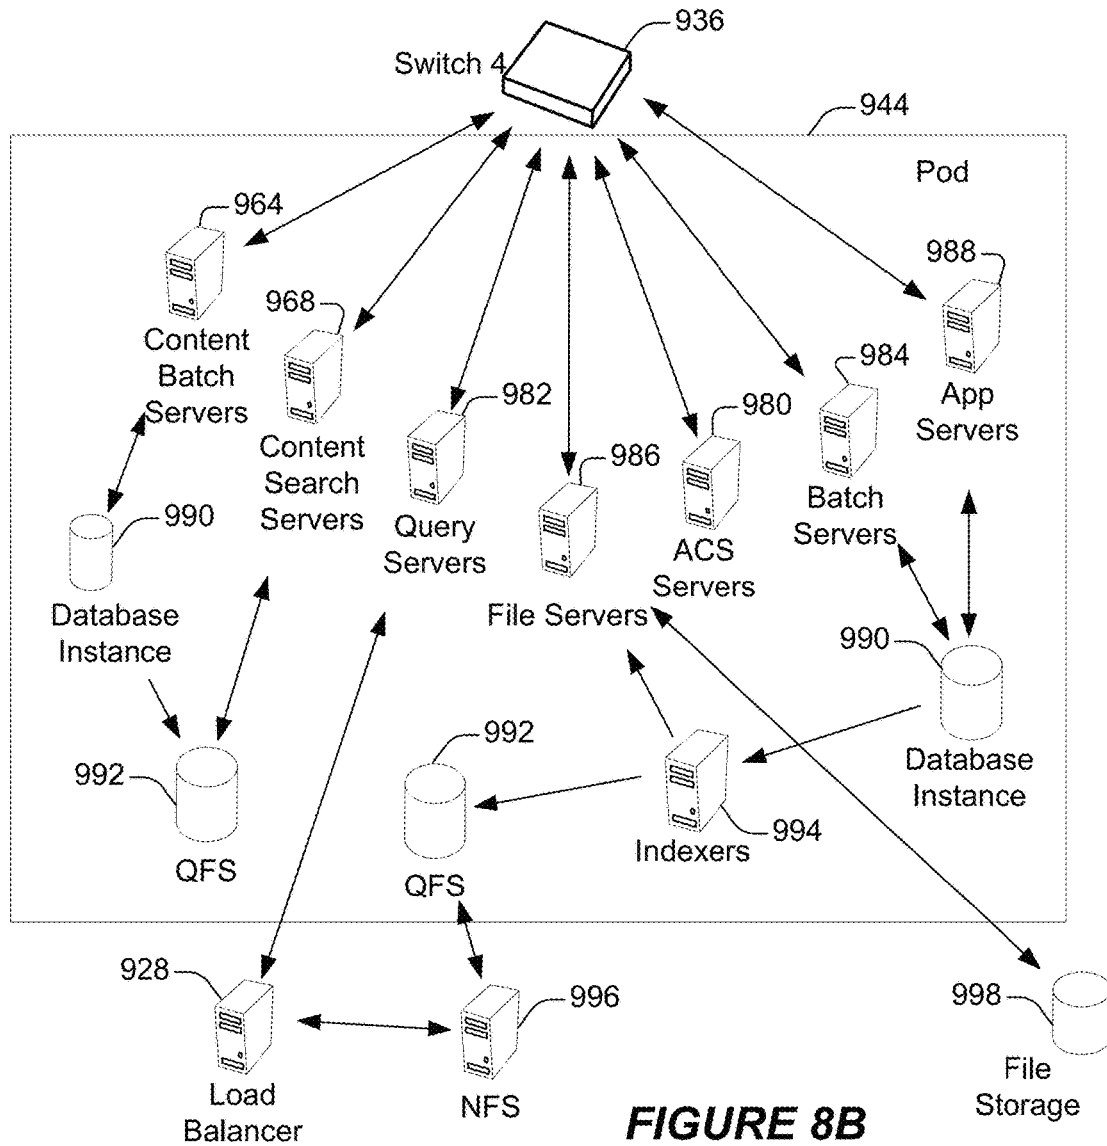 936
Switch 4
944
Pod
964
Content
Batch
Servers
968
Content
Search
Servers
982
Query
Servers
986
File Servers
980
ACS
Servers
984
Batch
Servers
988
App
Servers
990
Database
Instance
990
Database
Instance
992
QFS
992
QFS
994
Indexers
928
Load
Balancer
996
NFS
998
File
Storage
FIGURE 8B